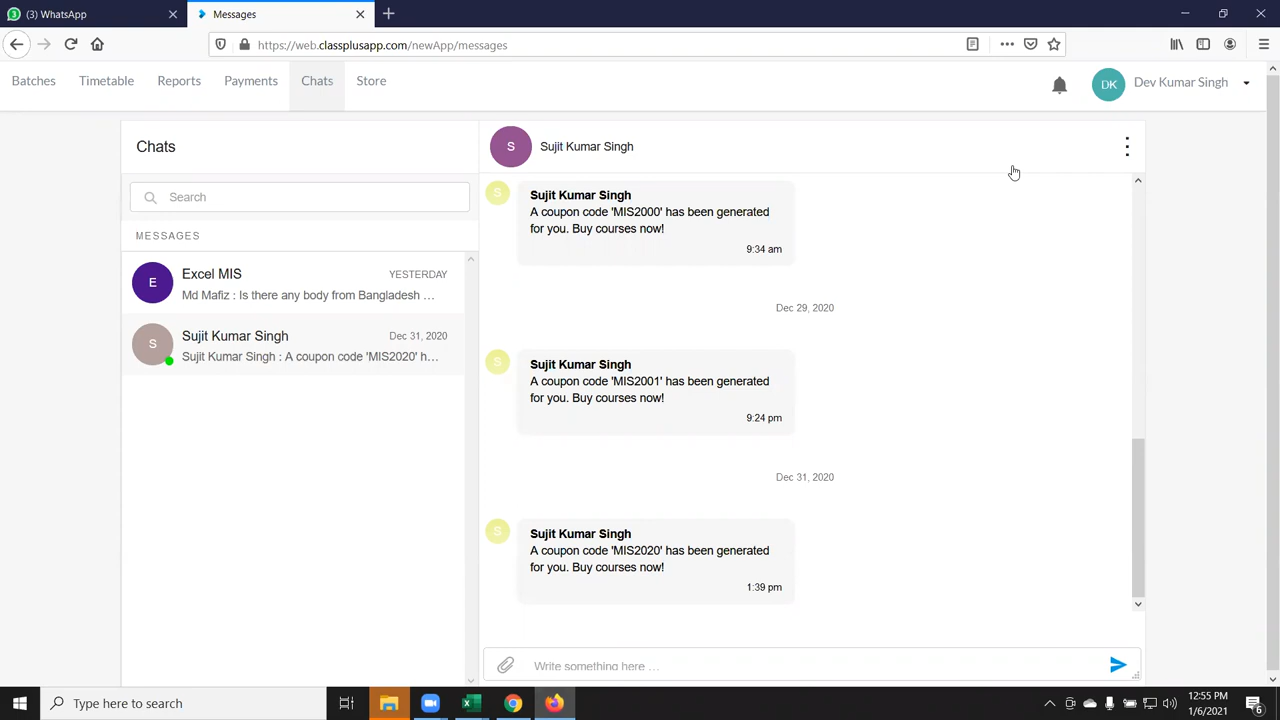 (3) WhatsApp
Messages
https://web.classplusapp.com/newApp/messages
Batches
Timetable
Reports
Payments
Chats
Store
DK
Dev Kumar Singh
Chats
Search
MESSAGES
E
Excel MIS
YESTERDAY
Md Mafiz : Is there any body from Bangladesh ...
S
Sujit Kumar Singh
Dec 31, 2020
Sujit Kumar Singh : A coupon code 'MIS2020' h...
S
Sujit Kumar Singh
S
Sujit Kumar Singh
A coupon code 'MIS2000' has been generated
for you. Buy courses now!
9:34 am
Dec 29, 2020
S
Sujit Kumar Singh
A coupon code 'MIS2001' has been generated
for you. Buy courses now!
9:24 pm
Dec 31, 2020
S
Sujit Kumar Singh
A coupon code 'MIS2020' has been generated
for you. Buy courses now!
1:39 pm
Write something here ...
Type here to search
12:55 PM
1/6/2021
6